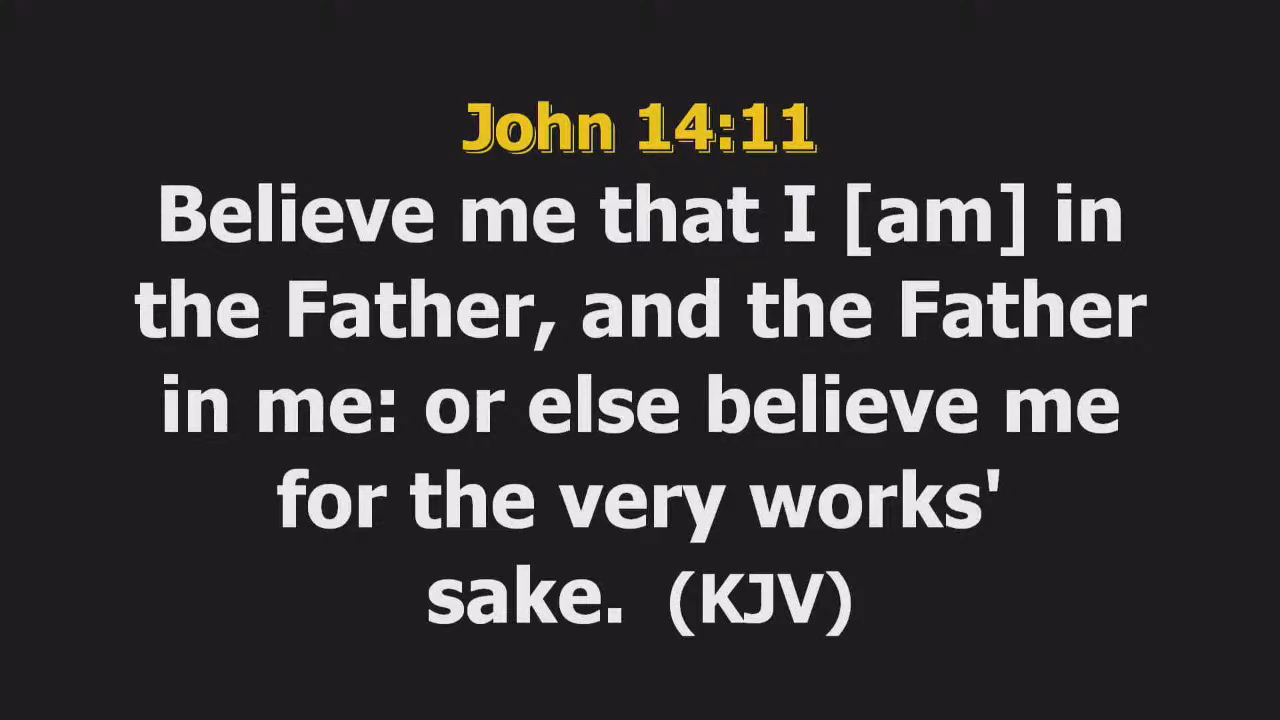 John 14:11
Believe me that I [am] in
the Father, and the Father
in me: or else believe me
for the very works'
sake. (KJV)